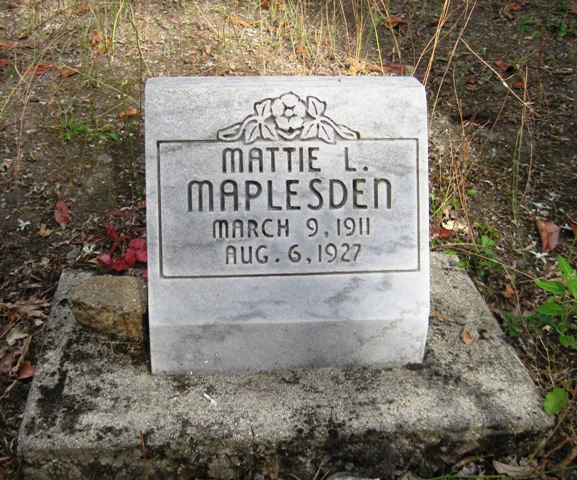 MATTIE L.
MAPLESDEN
MARCH 9, 1911
AUG. 6, 1927